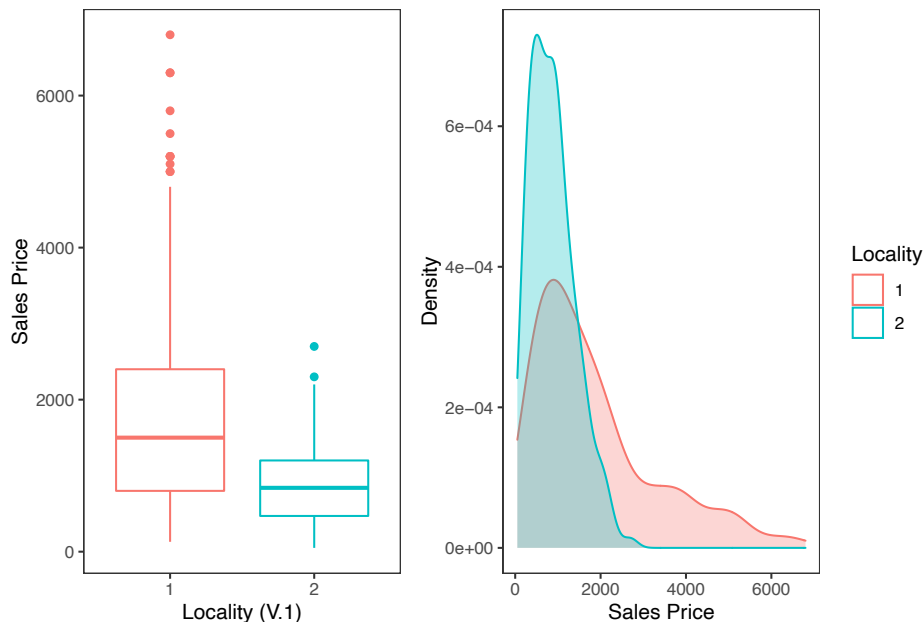 Sales Price
6000
4000
2000
0
1
2
Locality (V.1)
Density
6e−04
4e−04
2e−04
0e+00
0
2000
4000
6000
Sales Price
Locality
1
2